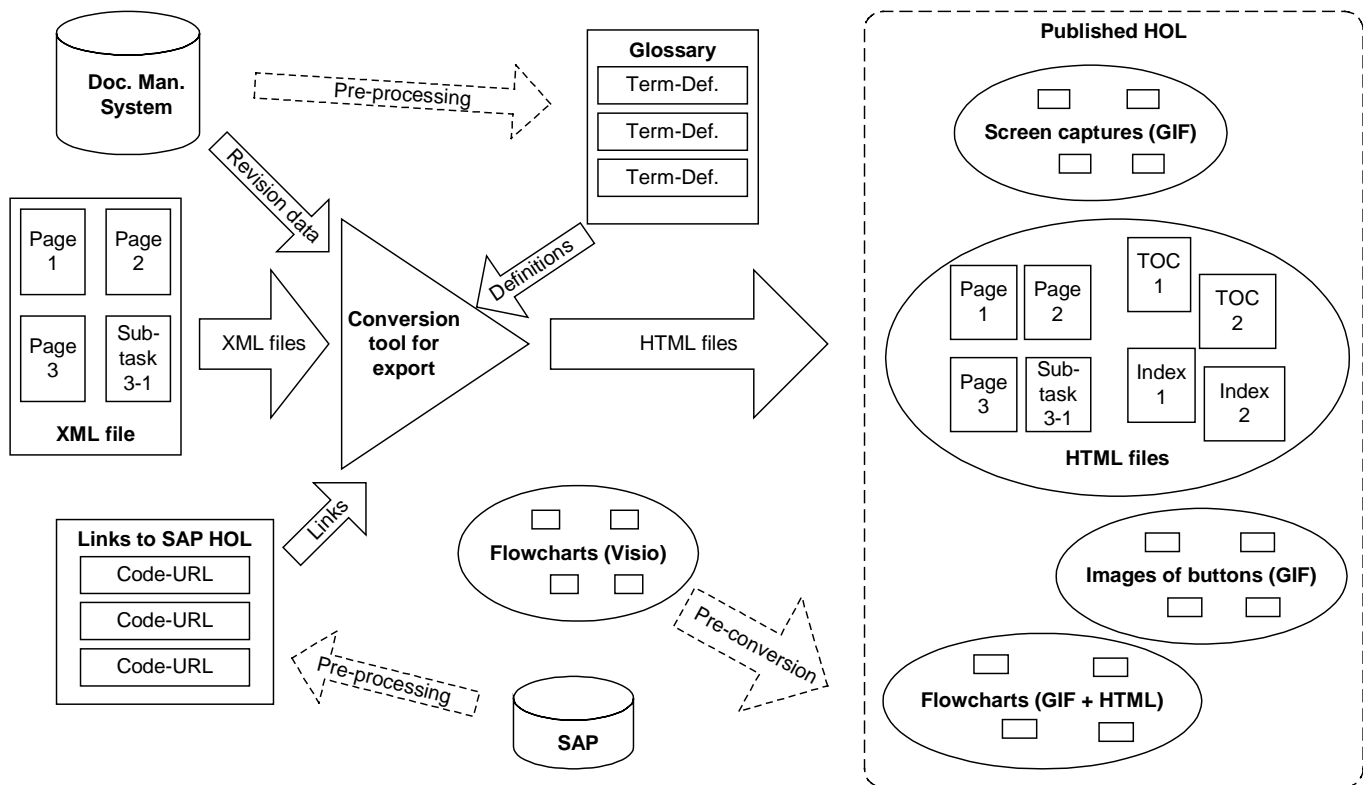 Doc. Man.
System
Pre-processing
Glossary
Term-Def.
Term-Def.
Term-Def.
Revision data
Definitions
Page
1
Page
2
Page
3
Sub-
task
3-1
XML file
XML files
Conversion
tool for
export
HTML files
Links to SAP HOL
Code-URL
Code-URL
Code-URL
Links
Pre-processing
SAP
Flowcharts (Visio)
Pre-conversion
Published HOL
Screen captures (GIF)
Page
1
Page
2
Page
3
Sub-
task
3-1
TOC
1
TOC
2
Index
1
Index
2
HTML files
Images of buttons (GIF)
Flowcharts (GIF + HTML)